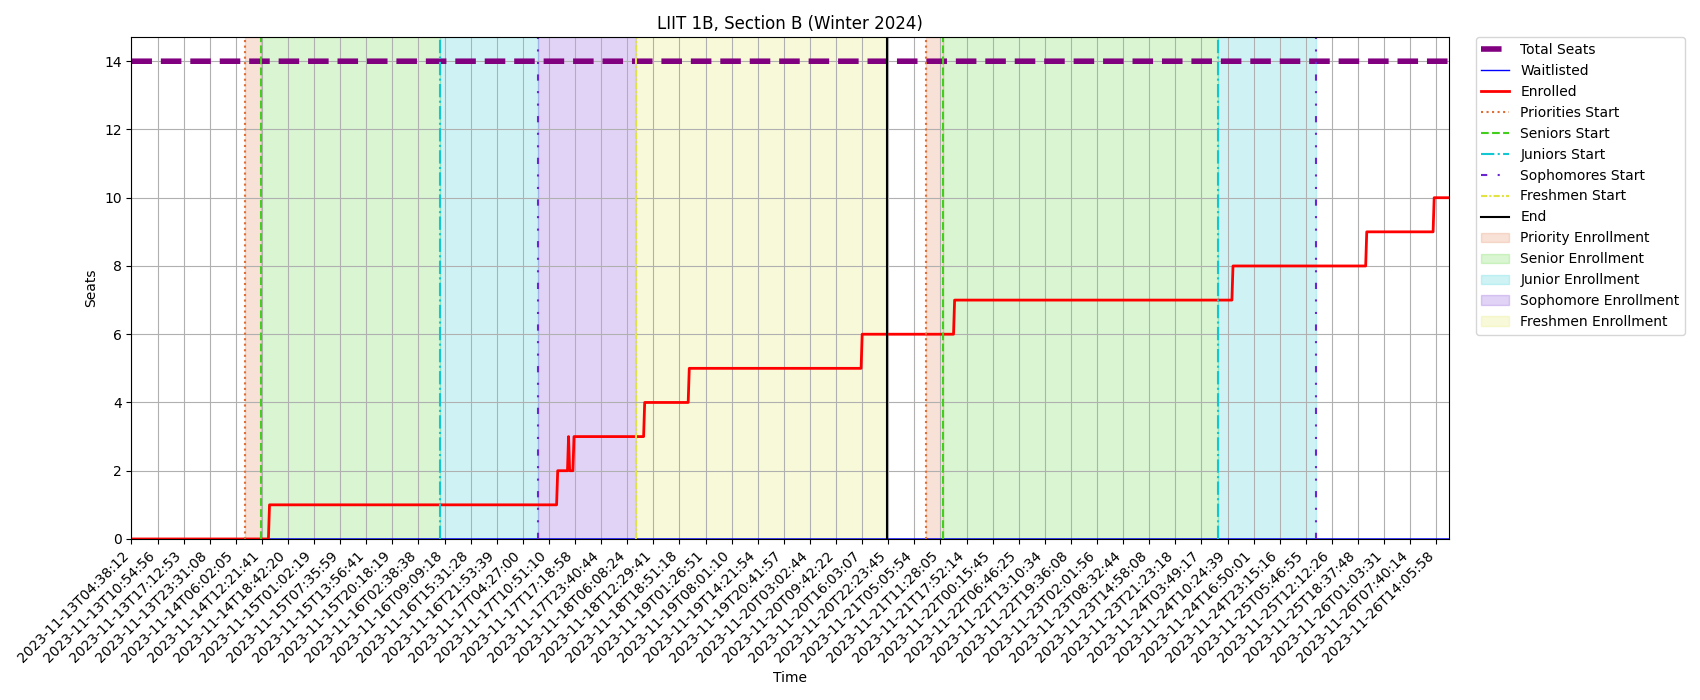 LIIT 1B, Section B (Winter 2024)
14
12
10
8
6
4
2
0
Seats
2023-11-13T04:38:12
2023-11-13T10:54:56
2023-11-13T17:12:53
2023-11-13T23:31:08
2023-11-14T06:02:05
2023-11-14T12:21:41
2023-11-14T18:42:20
2023-11-15T01:02:19
2023-11-15T07:35:59
2023-11-15T13:56:41
2023-11-15T20:18:19
2023-11-16T02:38:38
2023-11-16T09:09:18
2023-11-16T15:31:28
2023-11-16T21:53:39
2023-11-17T04:27:00
2023-11-17T10:51:10
2023-11-17T17:18:58
2023-11-17T23:40:44
2023-11-18T06:08:24
2023-11-18T12:29:41
2023-11-18T18:51:18
2023-11-19T01:26:51
2023-11-19T08:01:10
2023-11-19T14:21:54
2023-11-19T20:41:57
2023-11-20T03:02:44
2023-11-20T09:42:22
2023-11-20T16:03:07
2023-11-20T22:23:45
2023-11-21T05:05:54
2023-11-21T11:28:05
2023-11-21T17:52:14
2023-11-22T00:15:45
2023-11-22T06:46:25
2023-11-22T13:10:34
2023-11-22T19:36:08
2023-11-23T02:01:56
2023-11-23T08:32:44
2023-11-23T14:58:08
2023-11-23T21:23:18
2023-11-24T03:49:17
2023-11-24T10:24:39
2023-11-24T16:50:01
2023-11-24T23:15:16
2023-11-25T05:46:55
2023-11-25T12:12:26
2023-11-25T18:37:48
2023-11-26T01:03:31
2023-11-26T07:40:14
2023-11-26T14:05:58
Time
Total Seats
Waitlisted
Enrolled
Priorities Start
Seniors Start
Juniors Start
Sophomores Start
Freshmen Start
End
Priority Enrollment
Senior Enrollment
Junior Enrollment
Sophomore Enrollment
Freshmen Enrollment